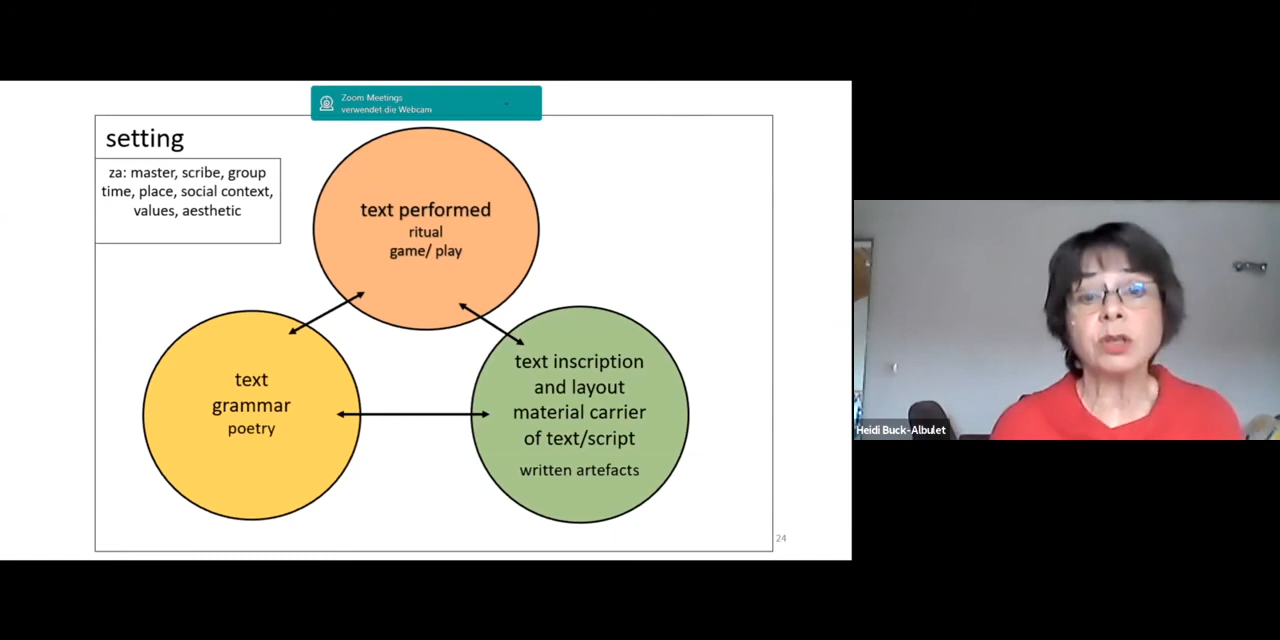 Zoom Meetings
verwendet die Webcam
setting
za: master, scribe, group
time, place, social context,
values, aesthetic
text performed
ritual
game/ play
text
grammar
poetry
text inscription
and layout
material carrier
of text/script
written artefacts
24
Heidi Buck-Albulet